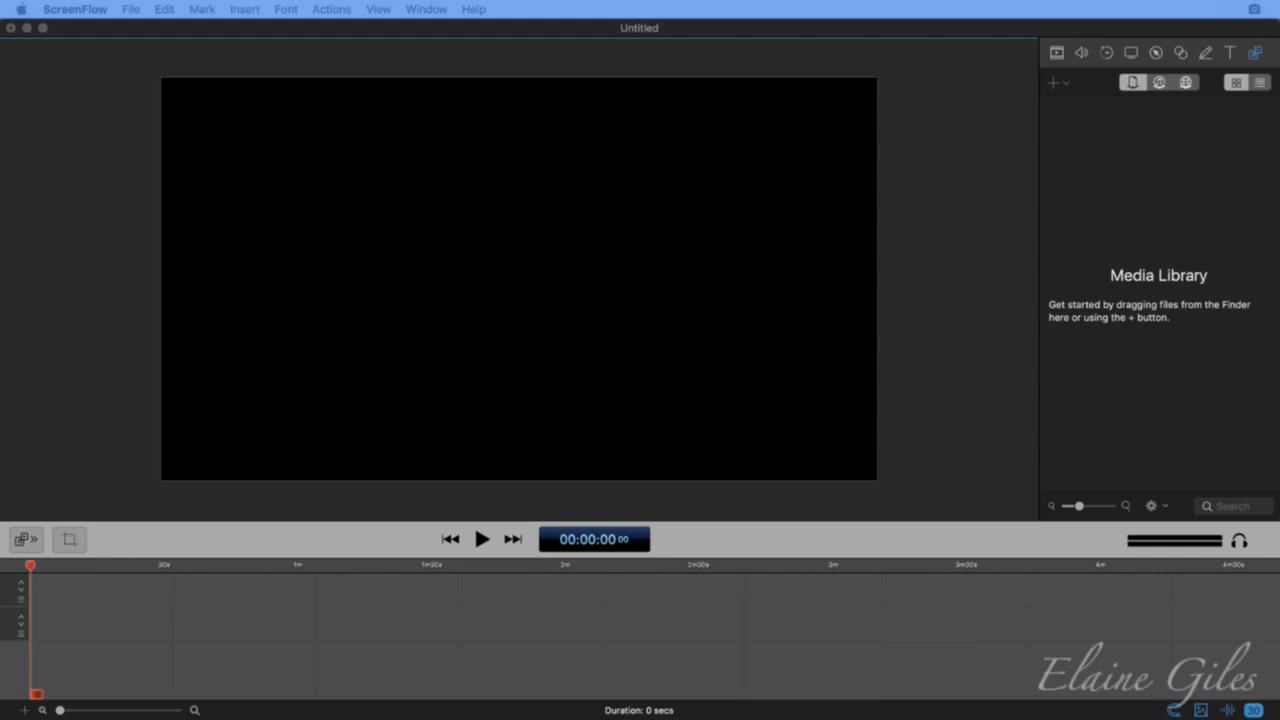 ScreenFlow File Edit Mark Insert Font Actions View Window Help
Untitled
Media Library
Get started by dragging files from the Finder
here or using the + button.
Search
00:00:00 00
30s 1m 1m30s 2m 2m30s 3m 3m30s 4m 4m30s
Elaine Giles
Duration: 0 secs
30